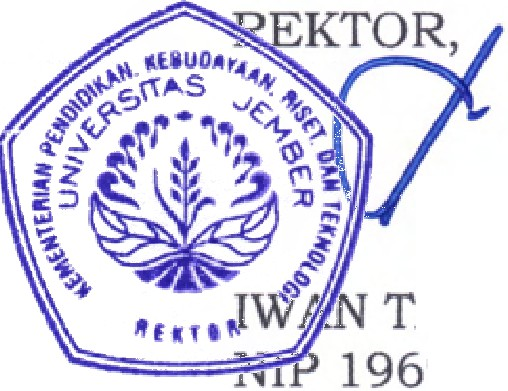 REKTOR,
KEMENTERIAN PENDIDIKAN, KEBUDAYAAN, RISET, DAN TEKNOLOGI
UNIVERSITAS JEMBER
REKTOR
IWAN T
NIP 196